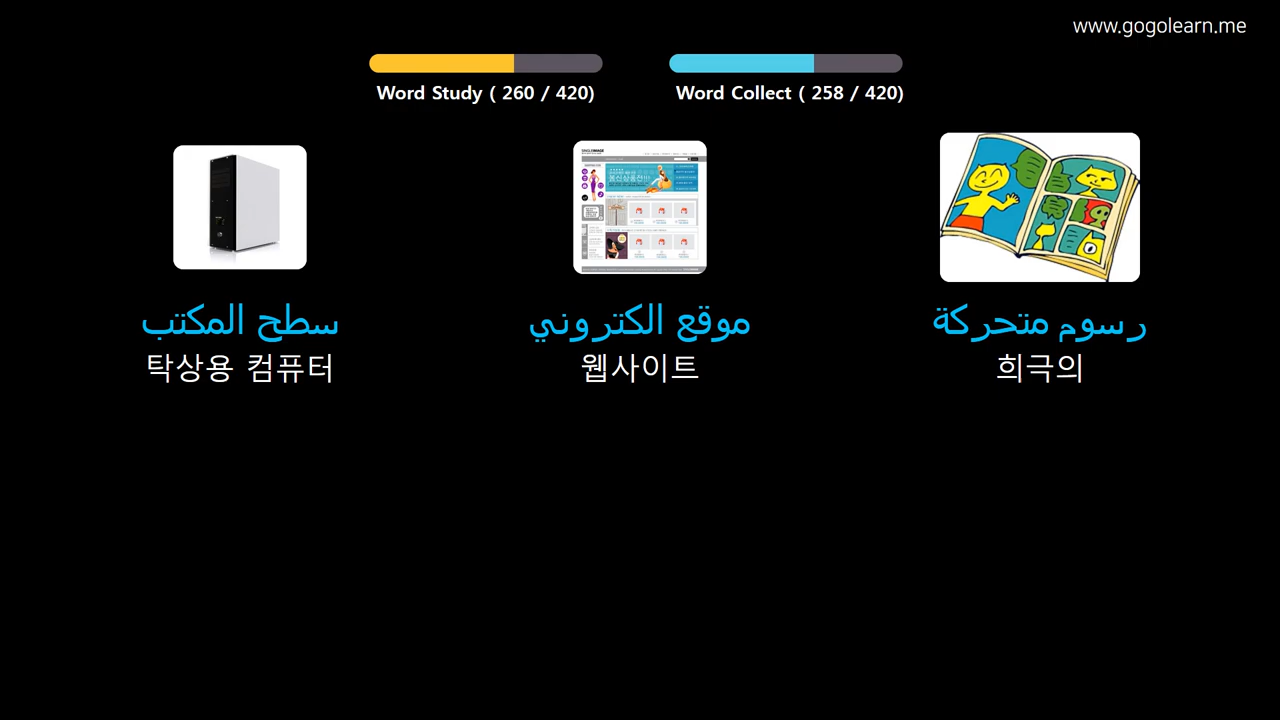 www.gogolearn.me
Word Study ( 260 / 420)
Word Collect ( 258 / 420)
سطح المكتب
탁상용 컴퓨터
موقع الكتروني
웹사이트
رسوم متحركة
희극의